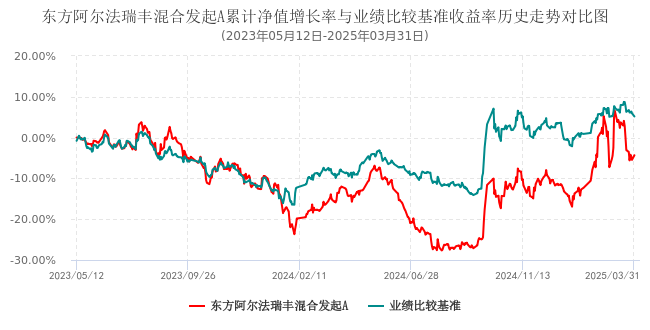 东方阿尔法瑞丰混合发起A累计净值增长率与业绩比较基准收益率历史走势对比图
(2023年05月12日-2025年03月31日)
20.00%
10.00%
0.00%
-10.00%
-20.00%
-30.00%
2023/05/12 2023/09/26 2024/02/11 2024/06/28 2024/11/13 2025/03/31
东方阿尔法瑞丰混合发起A 业绩比较基准